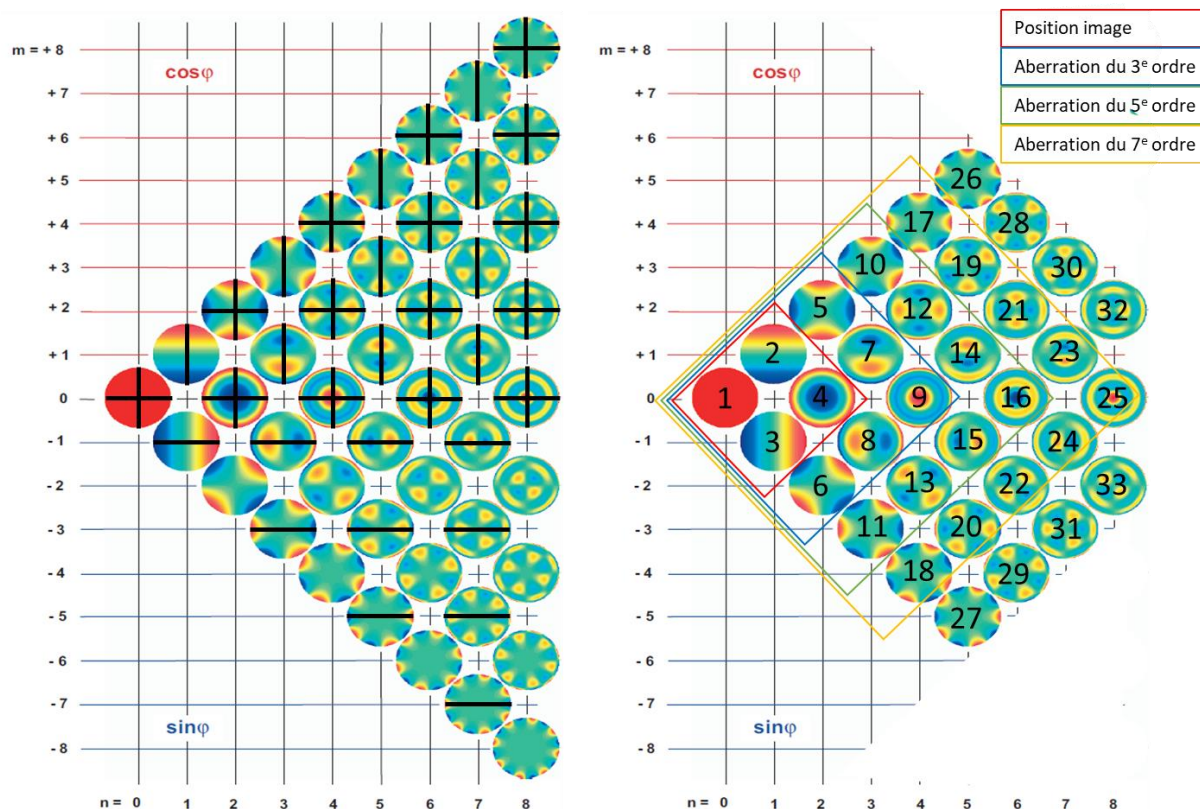 m = + 8
cosφ
+ 7
+ 6
+ 5
+ 4
+ 3
+ 2
+ 1
0
- 1
- 2
- 3
- 4
- 5
- 6
- 7
sinφ
- 8
n = 0 1 2 3 4 5 6 7 8
Position image
Aberration du 3e ordre
Aberration du 5e ordre
Aberration du 7e ordre
m = + 8
cosφ
+ 7
+ 6
+ 5 26
+ 4 17 28
+ 3 10 19 30
+ 2 5 12 21 32
+ 1 2 7 14 23
0 1 4 9 16 25
- 1 3 8 15 24
- 2 6 13 22 33
- 3 11 20 31
- 4 18 29
- 5 27
- 6
- 7
sinφ
- 8
n = 0 1 2 3 4 5 6 7 8